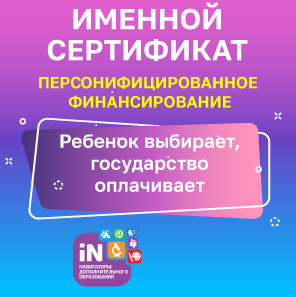 ИМЕННОЙ
СЕРТИФИКАТ
ПЕРСОНИФИЦИРОВАННОЕ
ФИНАНСИРОВАНИЕ
Ребенок выбирает,
государство
оплачивает
iN
НАВИГАТОРЫ
ДОПОЛНИТЕЛЬНОГО
ОБРАЗОВАНИЯ